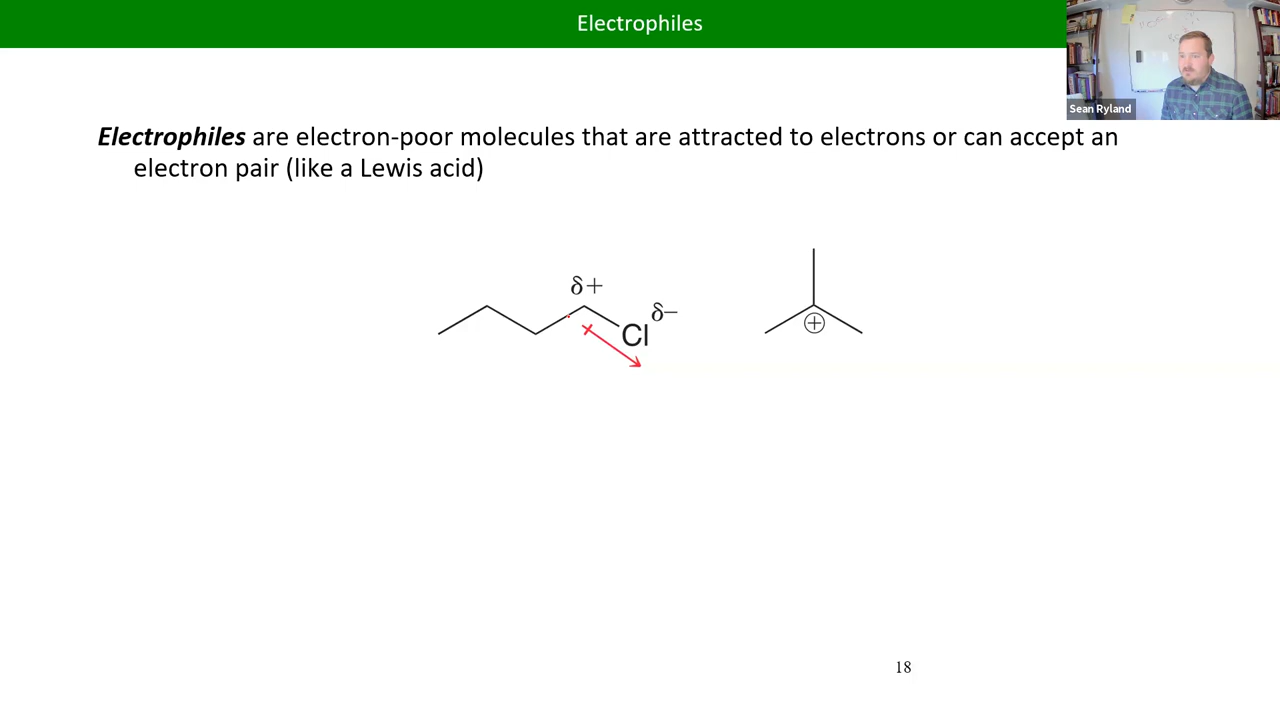 Electrophiles
Sean Ryland
Electrophiles are electron-poor molecules that are attracted to electrons or can accept an
electron pair (like a Lewis acid)
δ+
δ−
Cl
+
18